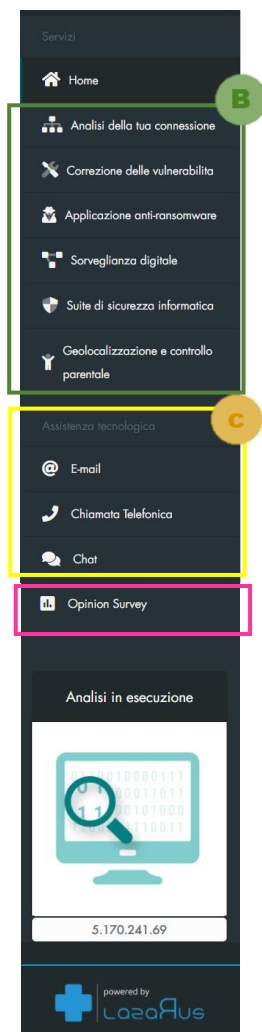 Servizi
Home
B
Analisi della tua connessione
Correzione delle vulnerabilita
Applicazione anti-ransomware
Sorveglianza digitale
Suite di sicurezza informatica
Geolocalizzazione e controllo
parentale
C
Assistenza tecnologica
E-mail
Chiamata Telefonica
Chat
Opinion Survey
Analisi in esecuzione
5.170.241.69
powered by
LazaRus